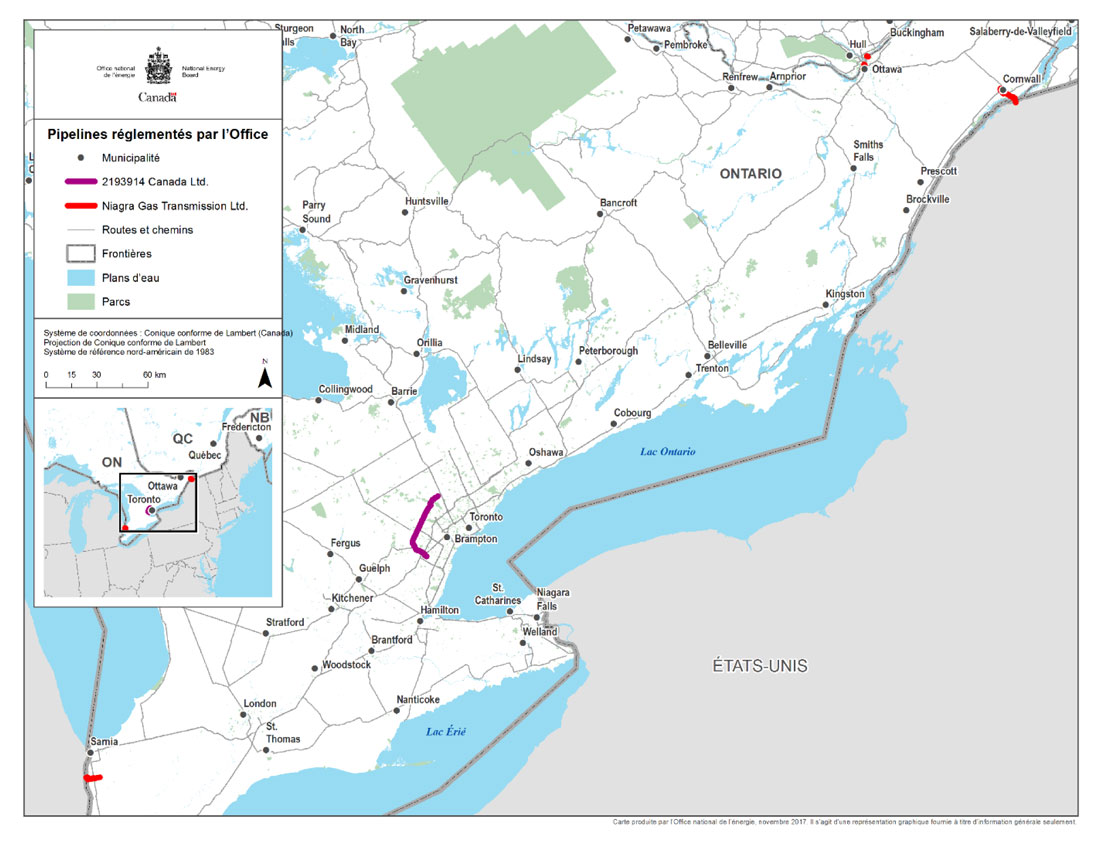 Office national
de l'énergie
National Energy
Board
Canada
Pipelines réglementés par l'Office
Municipalité
2193914 Canada Ltd.
Niagra Gas Transmission Ltd.
Routes et chemins
Frontières
Plans d'eau
Parcs
Système de coordonnées : Conique conforme de Lambert (Canada)
Projection de Conique conforme de Lambert
Système de référence nord-américain de 1983
N
0 15 30 60 km
NB
Fredericton
QC
Québec
ON
Ottawa
Toronto
Sturgeon
alls
North
Bay
Petawawa
Pembroke
Renfrew
Arnprior
Hull
Ottawa
Buckingham
Salaberry-de-Valleyfield
Cornwall
Smiths
Falls
ONTARIO
Prescott
Brockville
Huntsville
Parry
Sound
Bancroft
Gravenhurst
Kingston
Midland
Orillia
Lindsay
Peterborough
Belleville
Trenton
Collingwood
Barrie
Cobourg
Oshawa
Lac Ontario
Toronto
Brampton
Fergus
Guelph
Kitchener
Stratford
Hamilton
St.
Catharines
Niagara
Falls
Welland
Brantford
Woodstock
ÉTATS-UNIS
London
Nanticoke
St.
Thomas
Lac Érié
Sarnia
Carte produite par l'Office national de l'énergie, novembre 2017. Il s'agit d'une représentation graphique fournie à titre d'information générale seulement.